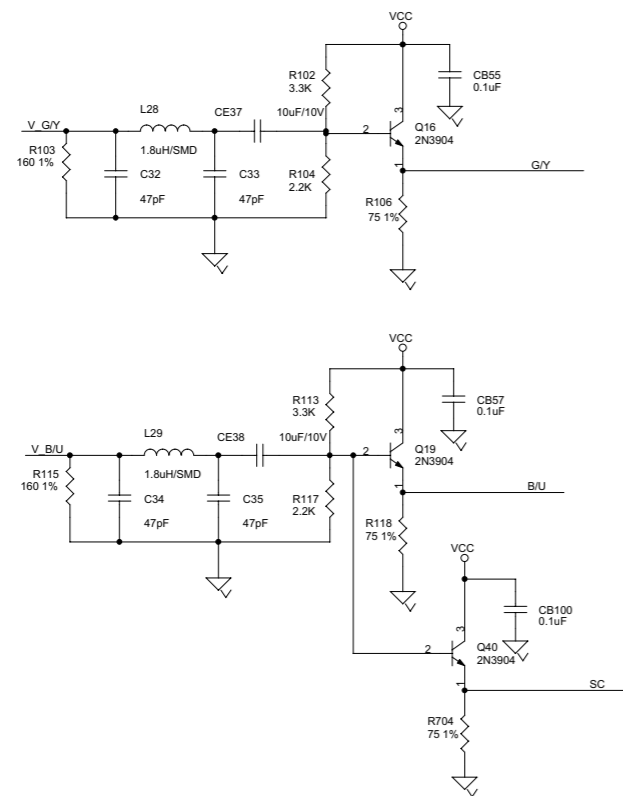 VCC
R102
3.3K
CB55
0.1uF
L28
CE37
10uF/10V
3
V_G/Y
2
Q16
2N3904
R103
160 1%
1.8uH/SMD
C32
47pF
C33
47pF
R104
2.2K
1
G/Y
R106
75 1%
VCC
R113
3.3K
CB57
0.1uF
L29
CE38
10uF/10V
3
V_B/U
2
Q19
2N3904
R115
160 1%
1.8uH/SMD
C34
47pF
C35
47pF
R117
2.2K
1
B/U
R118
75 1%
VCC
CB100
0.1uF
3
2
Q40
2N3904
1
SC
R704
75 1%